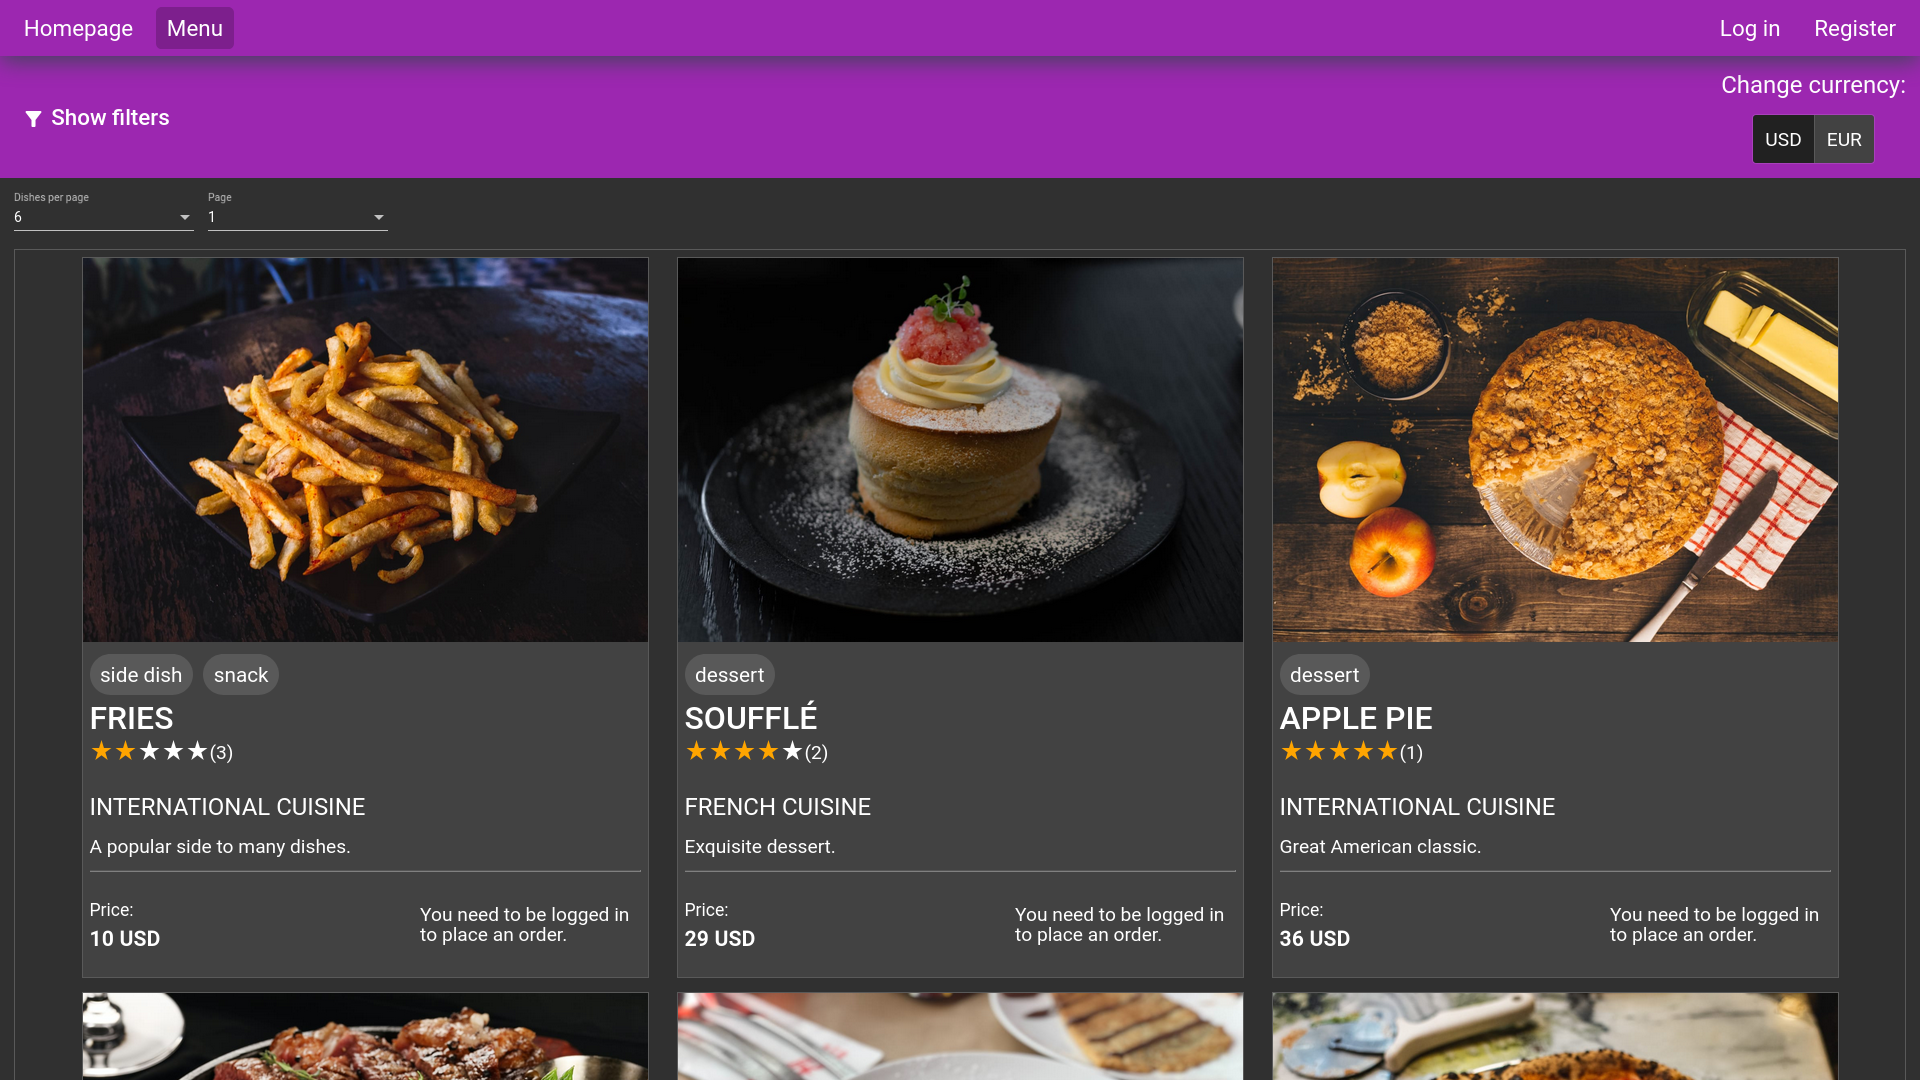 Homepage Menu Log in Register
Change currency:
Show filters
USD EUR
Dishes per page Page
6 1
side dish snack
FRIES
(3)
INTERNATIONAL CUISINE
A popular side to many dishes.
Price:
10 USD
You need to be logged in
to place an order.
dessert
SOUFFLÉ
(2)
FRENCH CUISINE
Exquisite dessert.
Price:
29 USD
You need to be logged in
to place an order.
dessert
APPLE PIE
(1)
INTERNATIONAL CUISINE
Great American classic.
Price:
36 USD
You need to be logged in
to place an order.